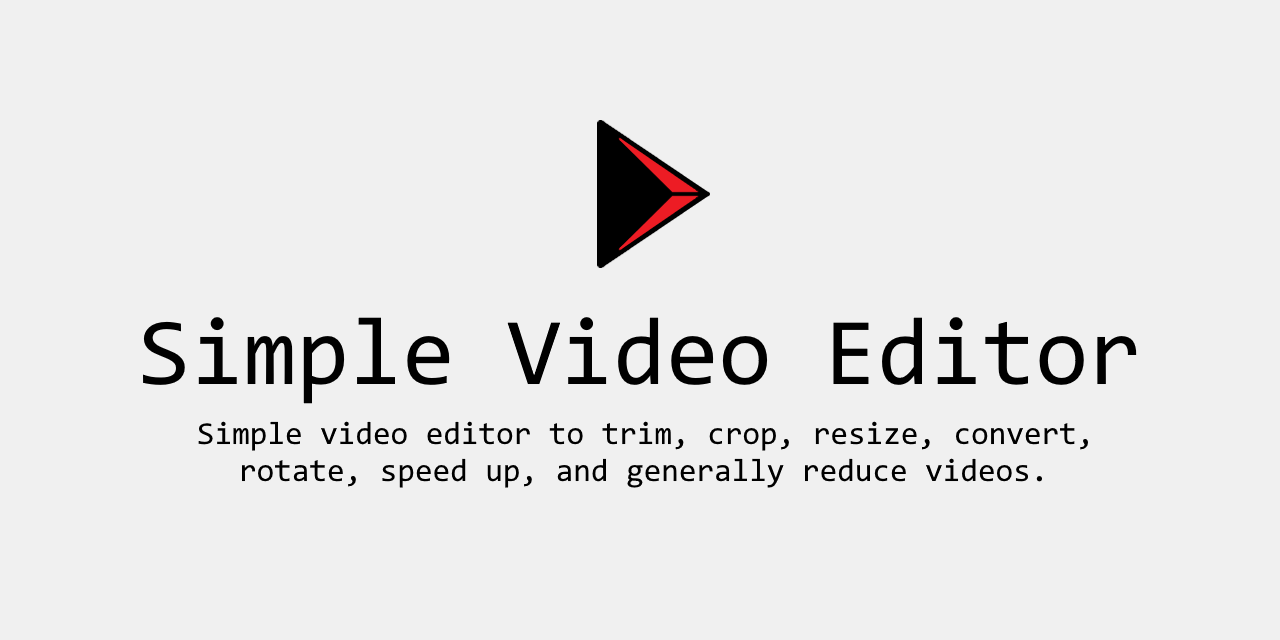 Simple Video Editor
Simple video editor to trim, crop, resize, convert,
rotate, speed up, and generally reduce videos.